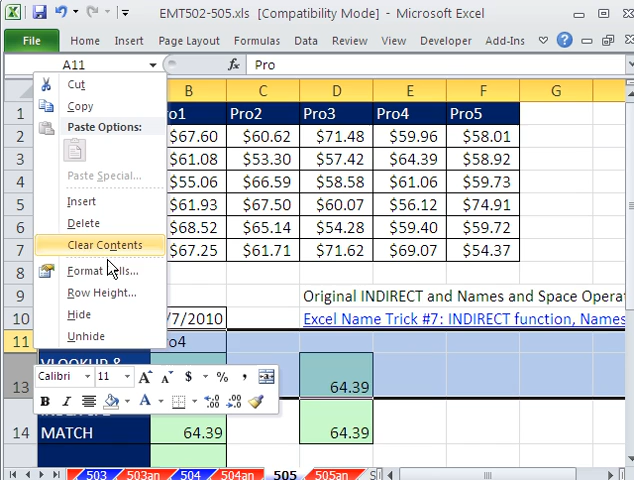 EMT502-505.xls [Compatibility Mode] - Microsoft Excel
File Home Insert Page Layout Formulas Data Review View Developer Add-Ins
A11 fx Pro
B C D E F G
1 ro1 Pro2 Pro3 Pro4 Pro5
2 $67.60 $60.62 $71.48 $59.96 $58.01
3 $61.08 $53.30 $57.42 $64.39 $58.92
4 $55.06 $66.59 $58.58 $61.06 $59.73
5 $61.93 $67.50 $60.07 $56.12 $74.91
6 $68.52 $65.14 $54.28 $59.40 $59.72
7 $67.25 $61.71 $71.62 $69.07 $54.37
8
9 Original INDIRECT and Names and Space Opera
10 /7/2010 Excel Name Trick #7: INDIRECT function, Names
11 ro4
VLOOKUP &
13 64.39
14 MATCH 64.39 64.39
Cut
Copy
Paste Options:
Paste Special...
Insert
Delete
Clear Contents
Format Cells...
Row Height...
Hide
Unhide
Calibri 11 A A $ % ,
B A
503 503an 504 504an 505 505an S